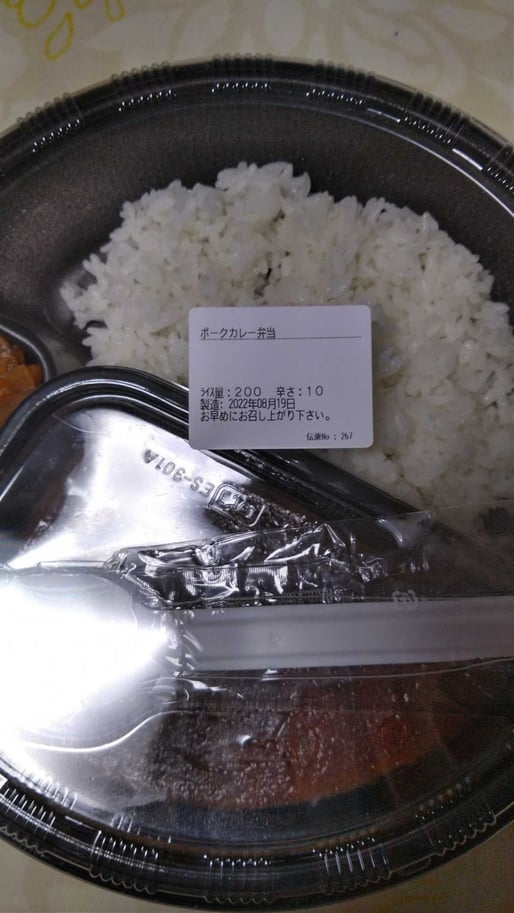 ポークカレー弁当
ﾗｲｽ量：200　辛さ：10
製造：2022年08月19日
お早めにお召し上がり下さい。
伝票No：267
ES-301A